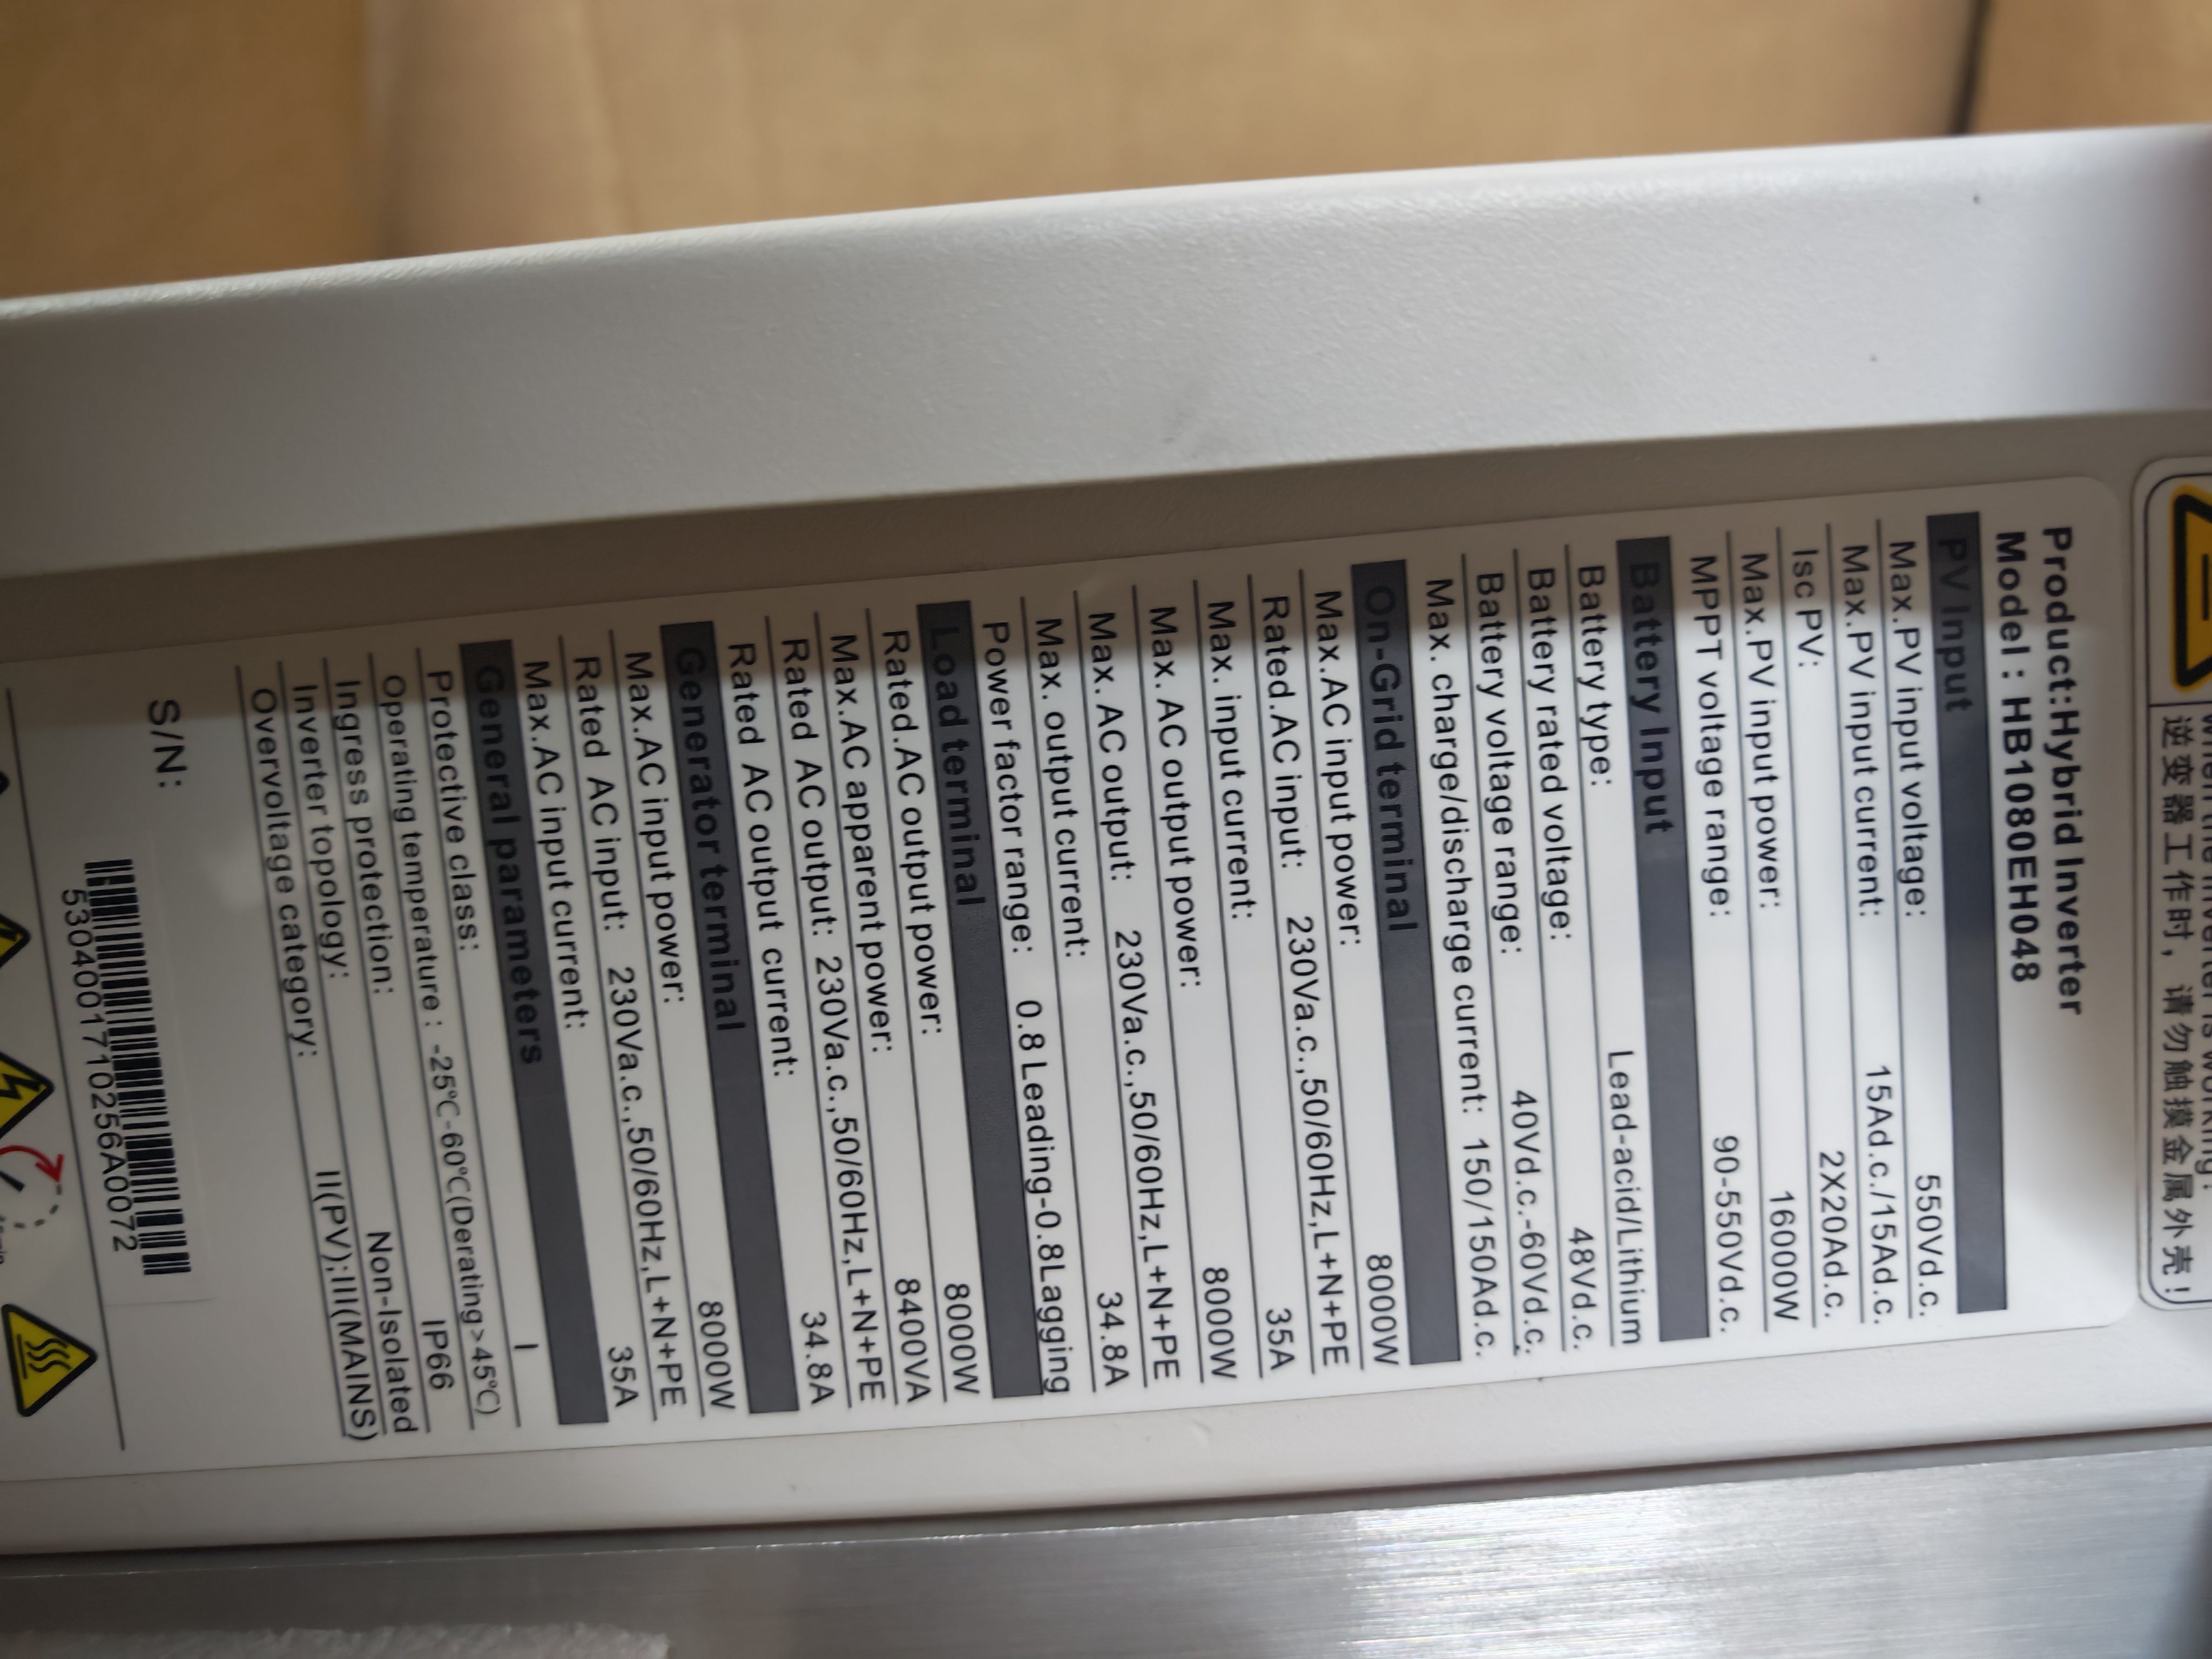 When the inverter is working!
逆变器工作时，请勿触摸金属外壳！
Product:Hybrid Inverter
Model : HB1080EH048
PV Input
Max.PV input voltage: 550Vd.c.
Max.PV input current: 15Ad.c./15Ad.c.
Isc PV: 2X20Ad.c.
Max.PV input power: 16000W
MPPT voltage range: 90-550Vd.c.
Battery Input
Battery type: Lead-acid/Lithium
Battery rated voltage: 48Vd.c.
Battery voltage range: 40Vd.c.-60Vd.c.
Max. charge/discharge current: 150/150Ad.c.
On-Grid terminal
Max.AC input power: 8000W
Rated.AC input: 230Va.c.,50/60Hz,L+N+PE
Max. input current: 35A
Max. AC output power: 8000W
Max. AC output: 230Va.c.,50/60Hz,L+N+PE
Max. output current: 34.8A
Power factor range: 0.8 Leading-0.8Lagging
Load terminal
Rated.AC output power: 8000W
Max.AC apparent power: 8400VA
Rated AC output: 230Va.c.,50/60Hz,L+N+PE
Rated AC output current: 34.8A
Generator terminal
Max.AC input power: 8000W
Rated AC input: 230Va.c.,50/60Hz,L+N+PE
Max.AC input current: 35A
General parameters
Protective class: I
Operating temperature : -25℃-60℃(Derating>45℃)
Ingress protection: IP66
Inverter topology: Non-Isolated
Overvoltage category: II(PV);III(MAINS)
S/N:
5304001710256A0072